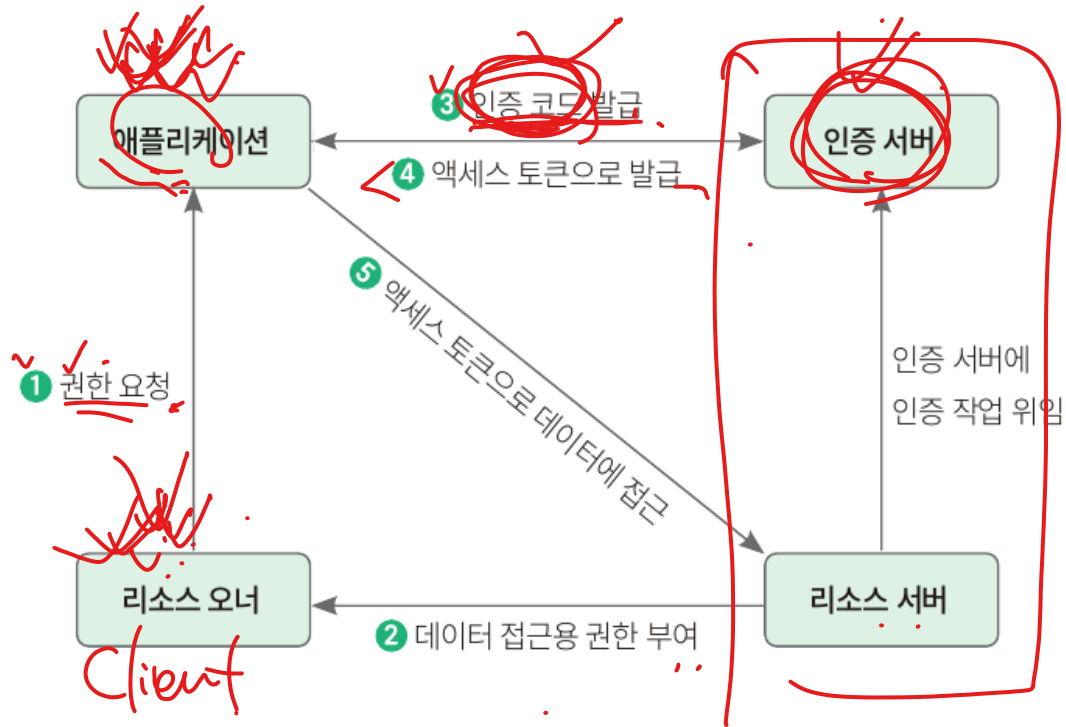 3 인증 코드 발급
애플리케이션
인증 서버
4 액세스 토큰으로 발급
5 액세스 토큰으로 데이터에 접근
1 권한 요청
인증 서버에
인증 작업 위임
리소스 오너
리소스 서버
2 데이터 접근용 권한 부여
Client